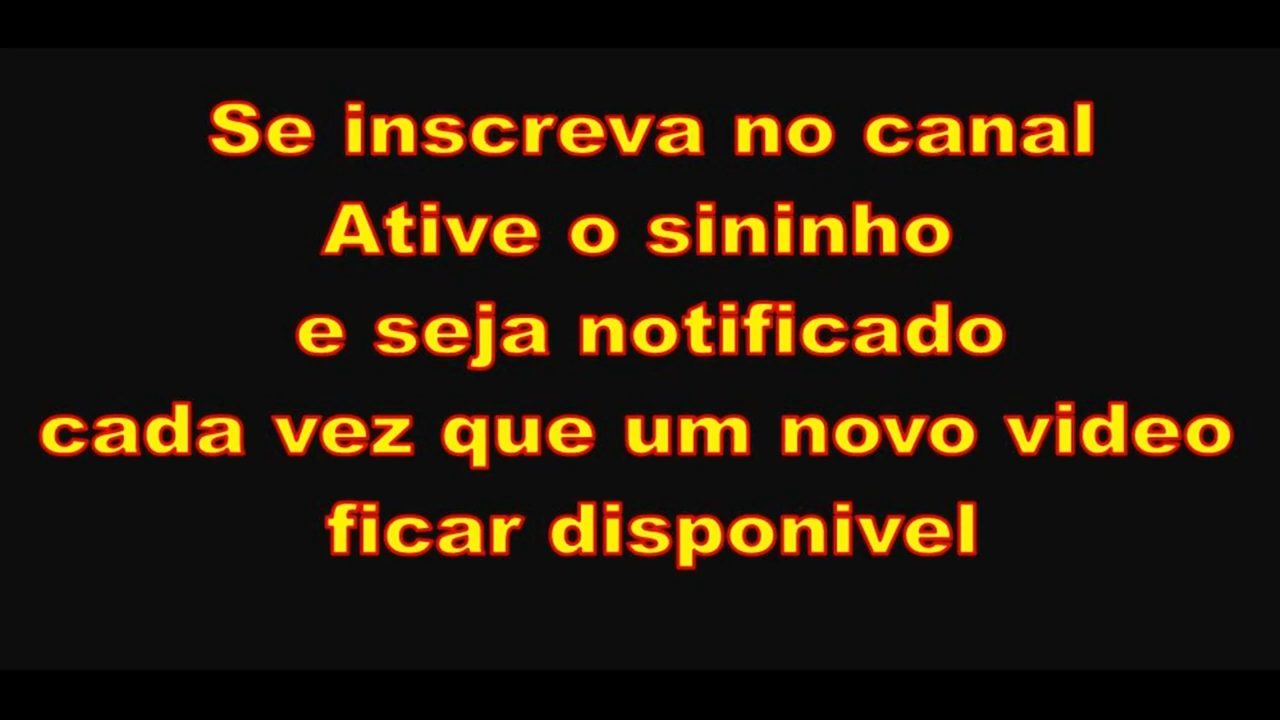 Se inscreva no canal
Ative o sininho
e seja notificado
cada vez que um novo video
ficar disponivel